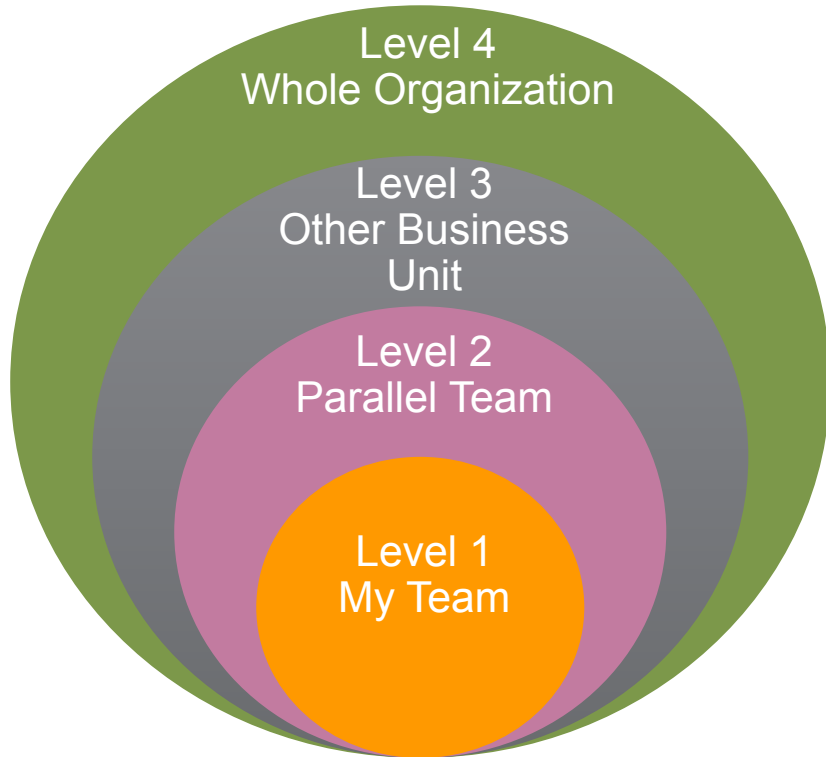 Level 4
Whole Organization
Level 3
Other Business
Unit
Level 2
Parallel Team
Level 1
My Team